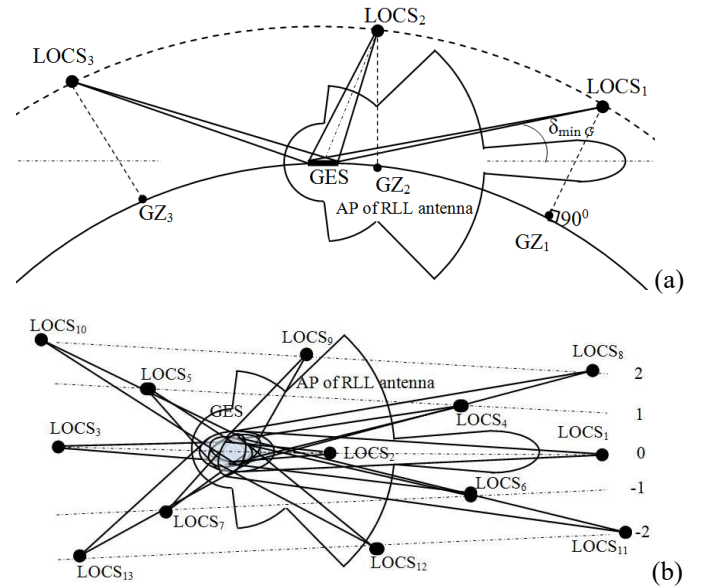 LOCS₂
LOCS₃
LOCS₁
δmin G
GES
GZ₂
AP of RLL antenna
GZ₃
90⁰
GZ₁
(a)
LOCS₁₀
LOCS₉
LOCS₈
2
LOCS₅
AP of RLL antenna
GES
1
LOCS₄
LOCS₃
LOCS₁
LOCS₂
0
LOCS₆
-1
LOCS₇
-2
LOCS₁₁
LOCS₁₂
LOCS₁₃
(b)